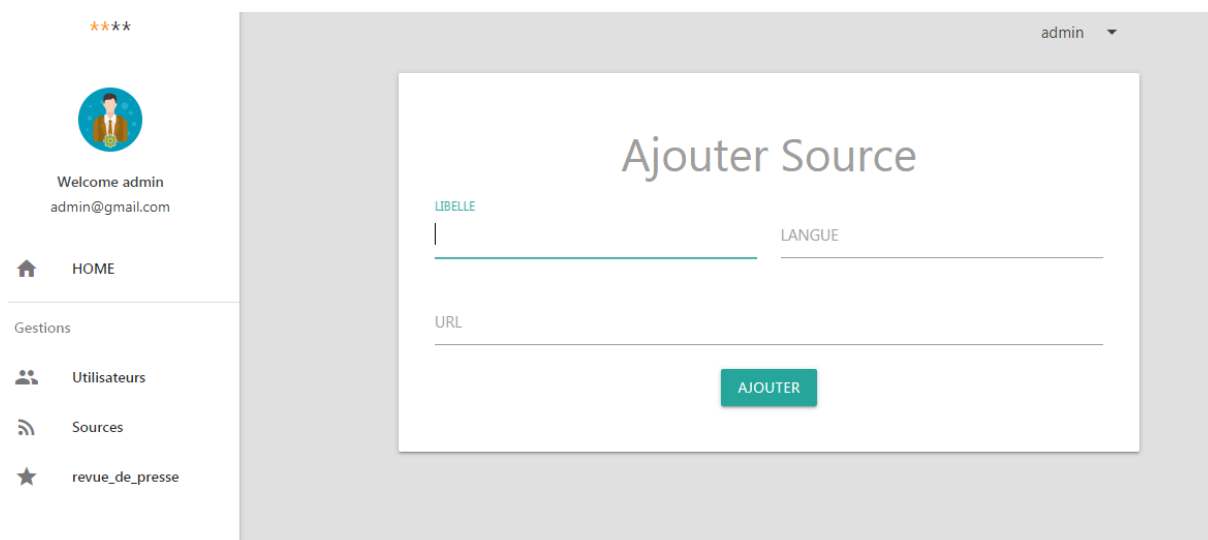 ****
Welcome admin
admin@gmail.com
HOME
Gestions
Utilisateurs
Sources
revue_de_presse
admin
Ajouter Source
LIBELLE
LANGUE
URL
AJOUTER